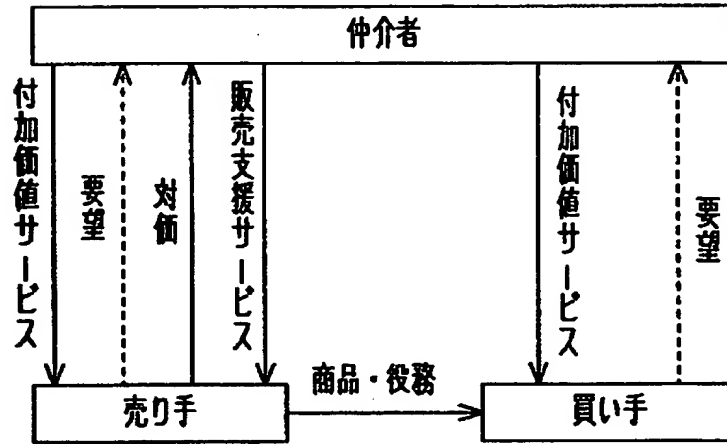 仲介者
付加価値サービス
要望
対価
販売支援サービス
付加価値サービス
要望
商品・役務
売り手
買い手